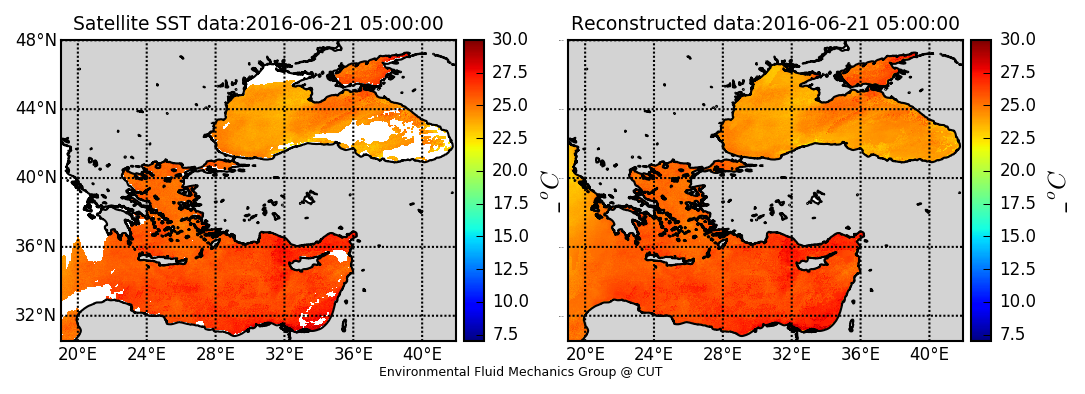 Satellite SST data:2016-06-21 05:00:00
48°N
44°N
40°N
36°N
32°N
20°E 24°E 28°E 32°E 36°E 40°E
30.0
27.5
25.0
22.5
20.0
17.5
15.0
12.5
10.0
7.5
_°C
Reconstructed data:2016-06-21 05:00:00
20°E 24°E 28°E 32°E 36°E 40°E
30.0
27.5
25.0
22.5
20.0
17.5
15.0
12.5
10.0
7.5
_°C
Environmental Fluid Mechanics Group @ CUT